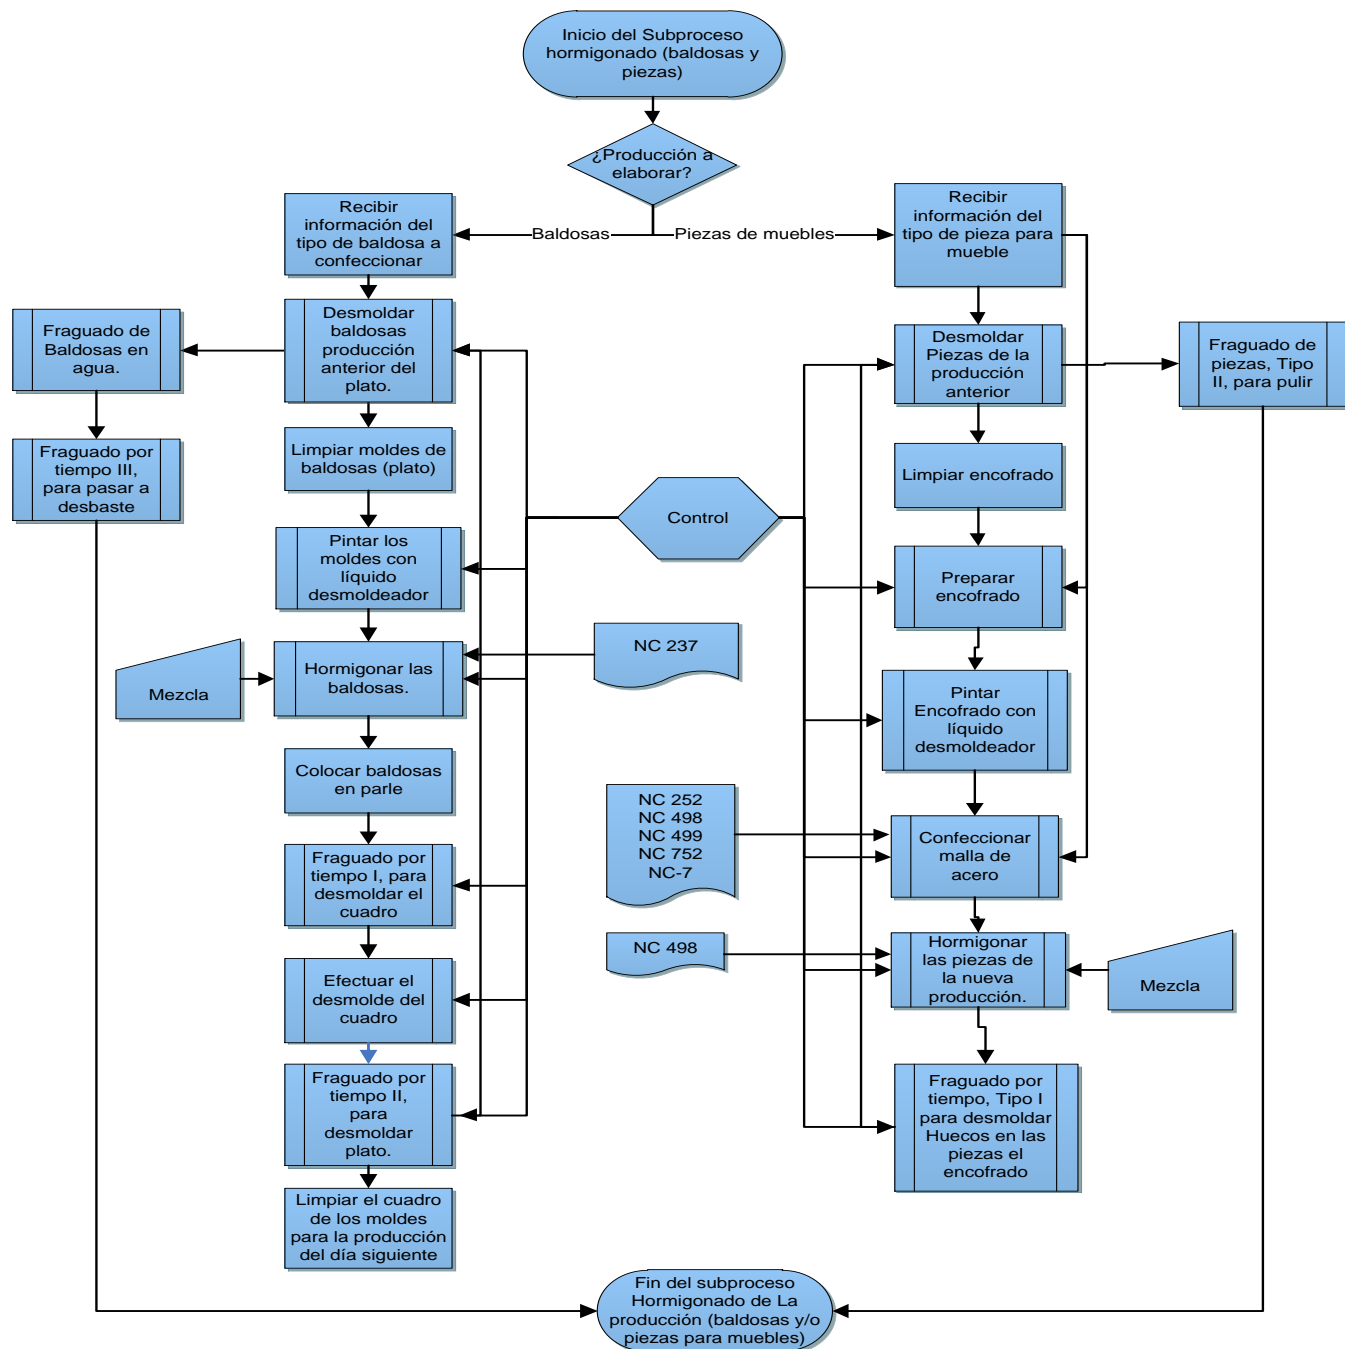 Inicio del Subproceso
hormigonado (baldosas y
piezas)
¿Producción a
elaborar?
Baldosas
Piezas de muebles
Recibir
información del
tipo de baldosa a
confeccionar
Desmoldar
baldosas
producción
anterior del
plato.
Fraguado de
Baldosas en
agua.
Fraguado por
tiempo III,
para pasar a
desbaste
Limpiar moldes de
baldosas (plato)
Pintar los
moldes con
líquido
desmoldeador
Hormigonar las
baldosas.
Mezcla
NC 237
Colocar baldosas
en parle
Fraguado por
tiempo I, para
desmoldar el
cuadro
Efectuar el
desmolde del
cuadro
Fraguado por
tiempo II,
para
desmoldar
plato.
Limpiar el cuadro
de los moldes
para la producción
del día siguiente
Control
Recibir
información del
tipo de pieza para
mueble
Desmoldar
Piezas de la
producción
anterior
Fraguado de
piezas, Tipo
II, para pulir
Limpiar encofrado
Preparar
encofrado
Pintar
Encofrado con
líquido
desmoldeador
NC 252
NC 498
NC 499
NC 752
NC-7
Confeccionar
malla de
acero
NC 498
Hormigonar
las piezas de
la nueva
producción.
Mezcla
Fraguado por
tiempo, Tipo I
para desmoldar
Huecos en las
piezas el
encofrado
Fin del subproceso
Hormigonado de La
producción (baldosas y/o
piezas para muebles)